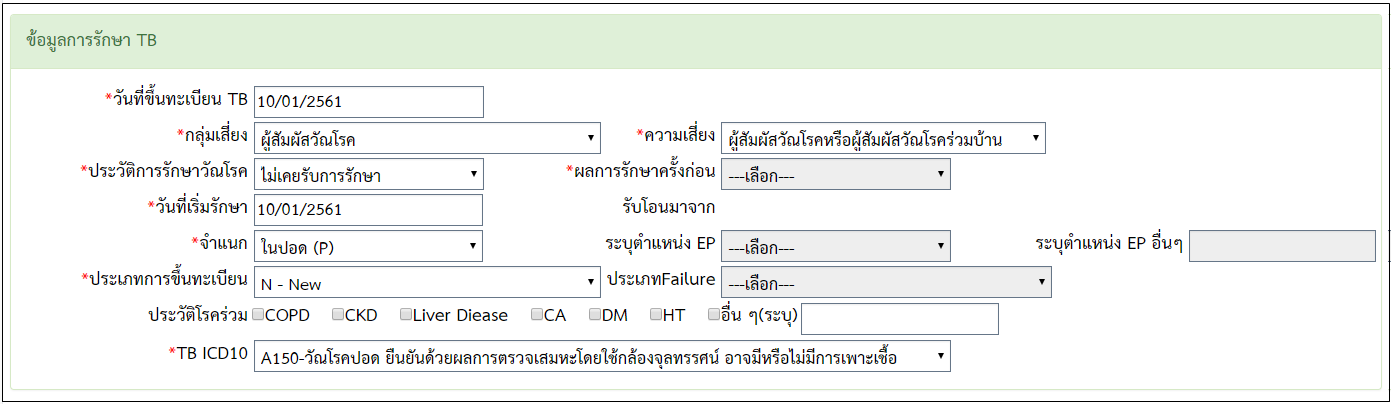 ข้อมูลการรักษา TB
*วันที่ขึ้นทะเบียน TB 10/01/2561
*กลุ่มเสี่ยง ผู้สัมผัสวัณโรค *ความเสี่ยง ผู้สัมผัสวัณโรคหรือผู้สัมผัสวัณโรคร่วมบ้าน
*ประวัติการรักษาวัณโรค ไม่เคยรับการรักษา *ผลการรักษาครั้งก่อน ---เลือก---
*วันที่เริ่มรักษา 10/01/2561 รับโอนมาจาก
*จำแนก ในปอด (P) ระบุตำแหน่ง EP ---เลือก--- ระบุตำแหน่ง EP อื่นๆ
*ประเภทการขึ้นทะเบียน N - New ประเภทFailure ---เลือก---
ประวัติโรคร่วม COPD CKD Liver Diease CA DM HT อื่น ๆ(ระบุ)
*TB ICD10 A150-วัณโรคปอด ยืนยันด้วยผลการตรวจเสมหะโดยใช้กล้องจุลทรรศน์ อาจมีหรือไม่มีการเพาะเชื้อ